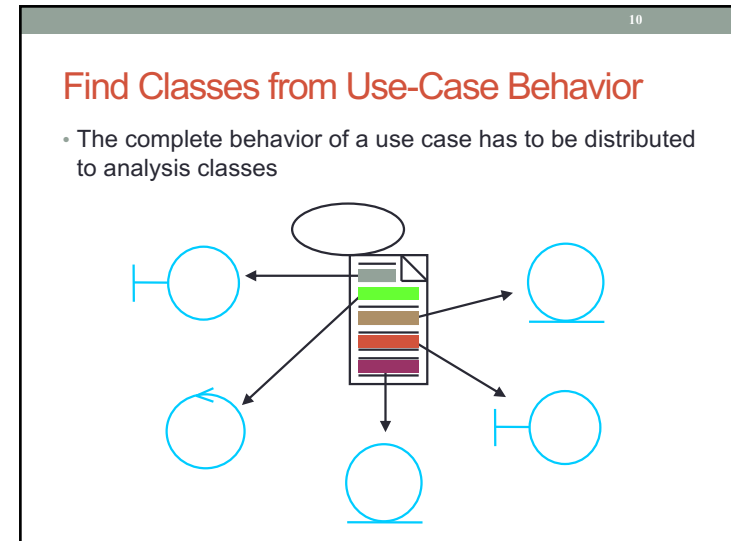 10
Find Classes from Use-Case Behavior
• The complete behavior of a use case has to be distributed
to analysis classes